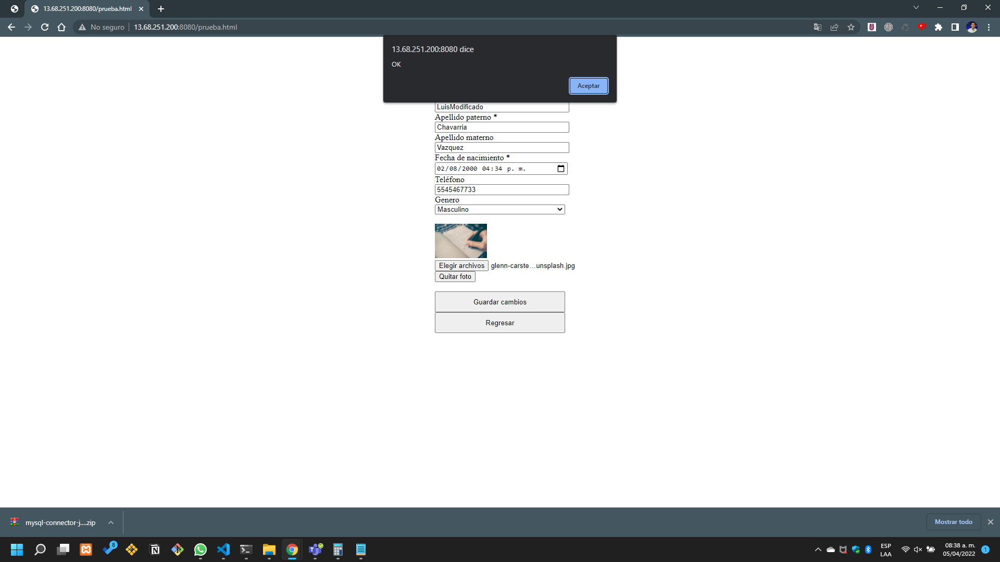 13.68.251.200:8080/prueba.html
No seguro
13.68.251.200:8080/prueba.html
13.68.251.200:8080 dice
OK
Aceptar
LuisModificado
Apellido paterno *
Chavarria
Apellido materno
Vazquez
Fecha de nacimiento *
02/08/2000 04:34 p. m.
Teléfono
5545467733
Genero
Masculino
Elegir archivos glenn-carste...unsplash.jpg
Quitar foto
Guardar cambios
Regresar
mysql-connector-j....zip
Mostrar todo
8
ESP
LAA
08:38 a. m.
05/04/2022
1